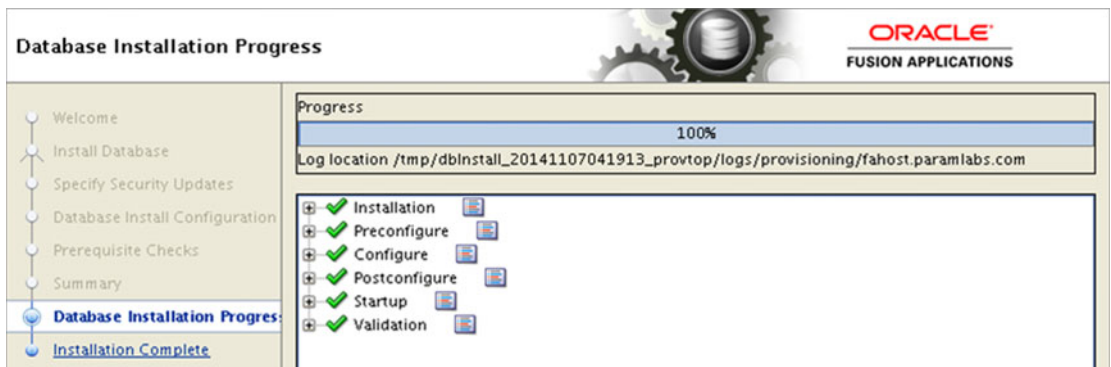 Database Installation Progress
ORACLE
FUSION APPLICATIONS
Welcome
Install Database
Specify Security Updates
Database Install Configuration
Prerequisite Checks
Summary
Database Installation Progres
Installation Complete
Progress
100%
Log location /tmp/dbInstall_20141107041913_provtop/logs/provisioning/fahost.paramlabs.com
Installation
Preconfigure
Configure
Postconfigure
Startup
Validation